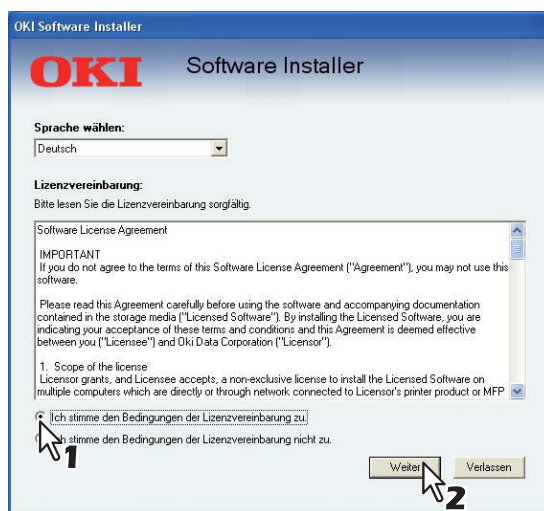 OKI Software Installer
OKI
Software Installer
Sprache wählen:
Deutsch
Lizenzvereinbarung:
Bitte lesen Sie die Lizenzvereinbarung sorgfältig.
Software License Agreement
IMPORTANT
If you do not agree to the terms of this Software License Agreement ("Agreement"), you may not use this
software.
Please read this Agreement carefully before using the software and accompanying documentation
contained in the storage media ("Licensed Software"). By installing the Licensed Software, you are
indicating your acceptance of these terms and conditions and this Agreement is deemed effective
between you ("Licensee") and Oki Data Corporation ("Licensor").
1. Scope of the license
Licensor grants, and Licensee accepts, a non-exclusive license to install the Licensed Software on
multiple computers which are directly or through network connected to Licensor's printer product or MFP
Ich stimme den Bedingungen der Lizenzvereinbarung zu.
stimme den Bedingungen der Lizenzvereinbarung nicht zu.
1
Weiter
Verlassen
2